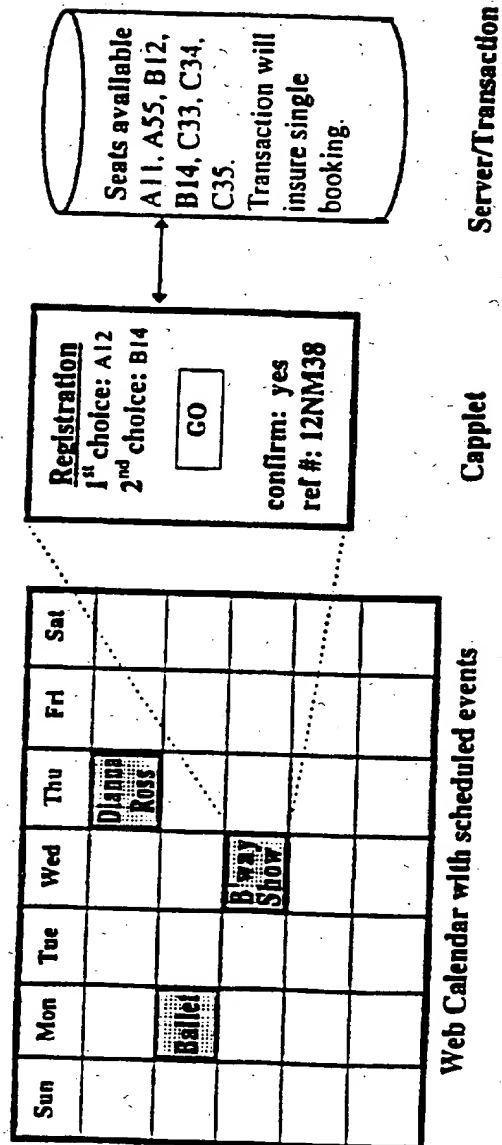 Sun Mon Tue Wed Thu Fri Sat
Dianna
Ross
Ballet
B'way
Show
Web Calendar with scheduled events
Registration
1st choice: A12
2nd choice: B14
GO
confirm: yes
ref #: 12NM38
Capplet
Seats available
A11, A55, B12,
B14, C33, C34,
C35.
Transaction will
insure single
booking.
Server/Transaction